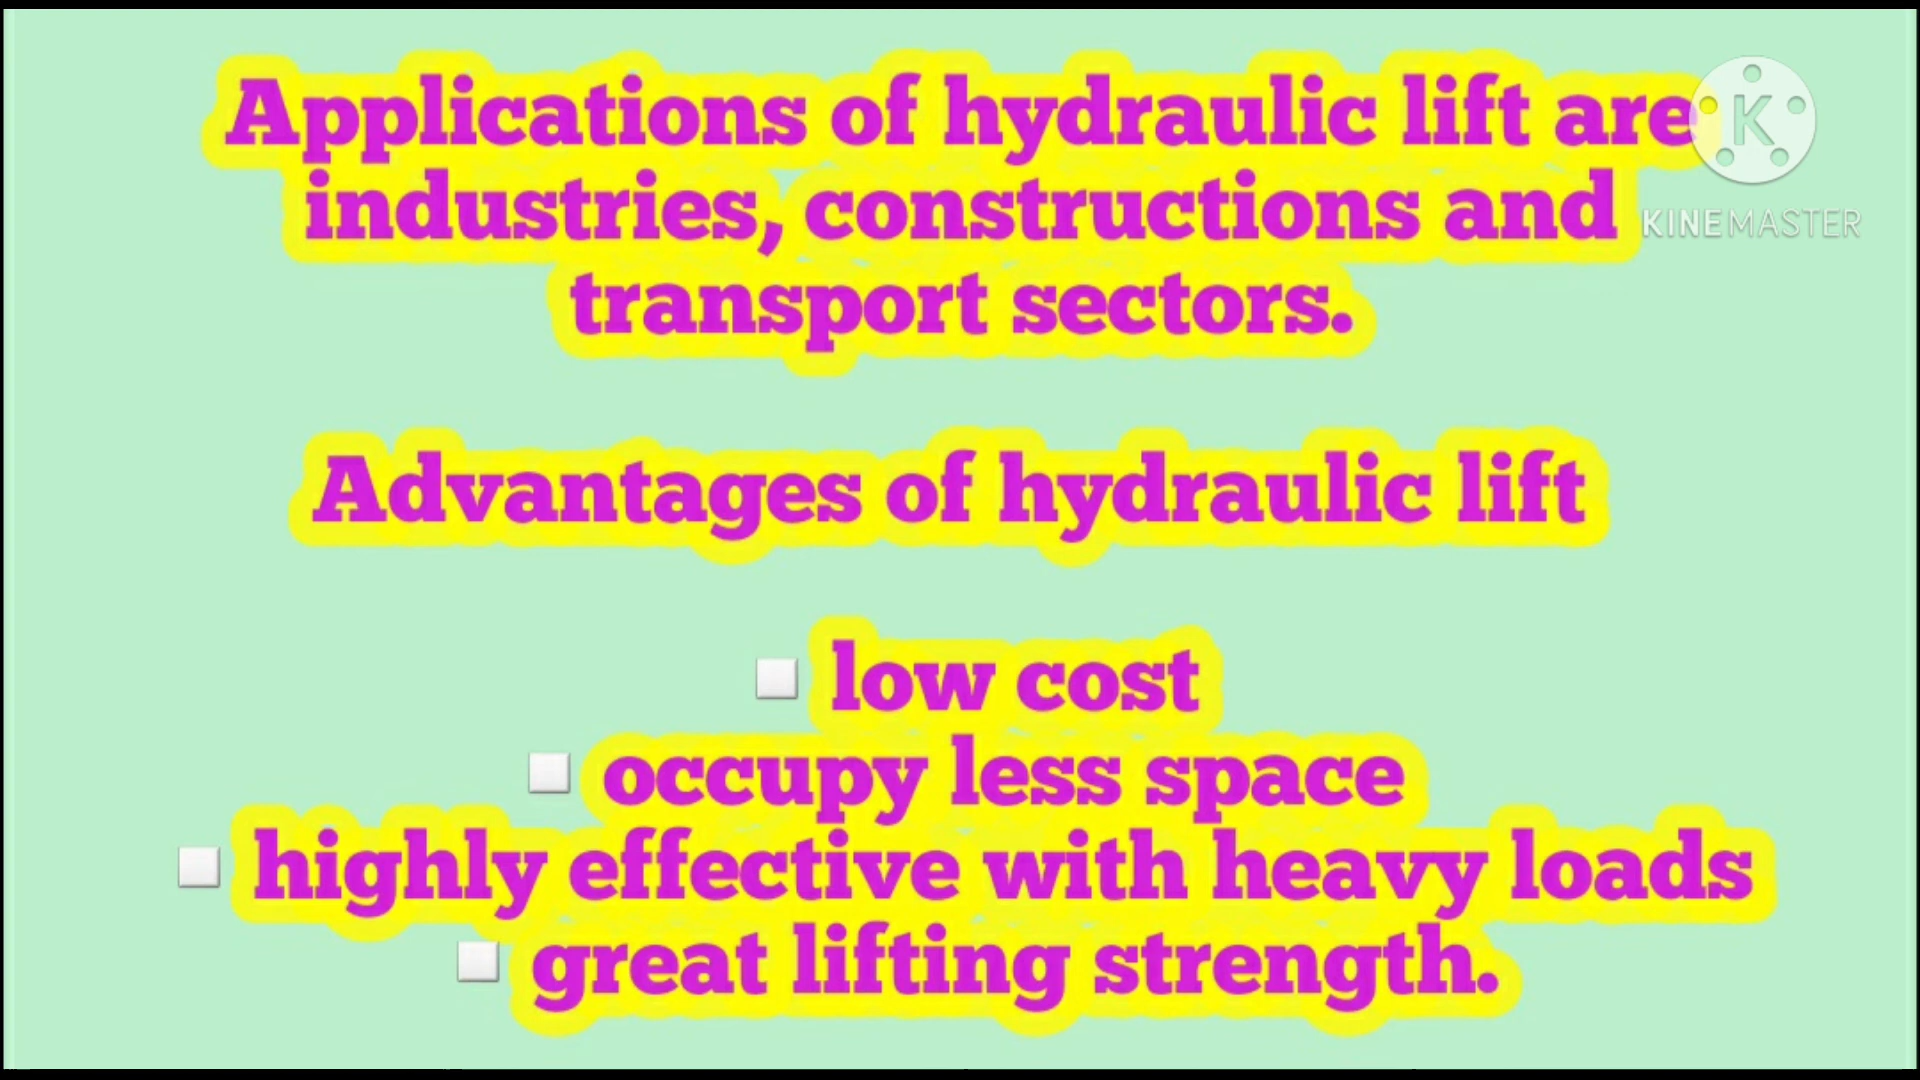 Applications of hydraulic lift are
industries, constructions and
transport sectors.
K
KINEMASTER
Advantages of hydraulic lift
low cost
occupy less space
highly effective with heavy loads
great lifting strength.